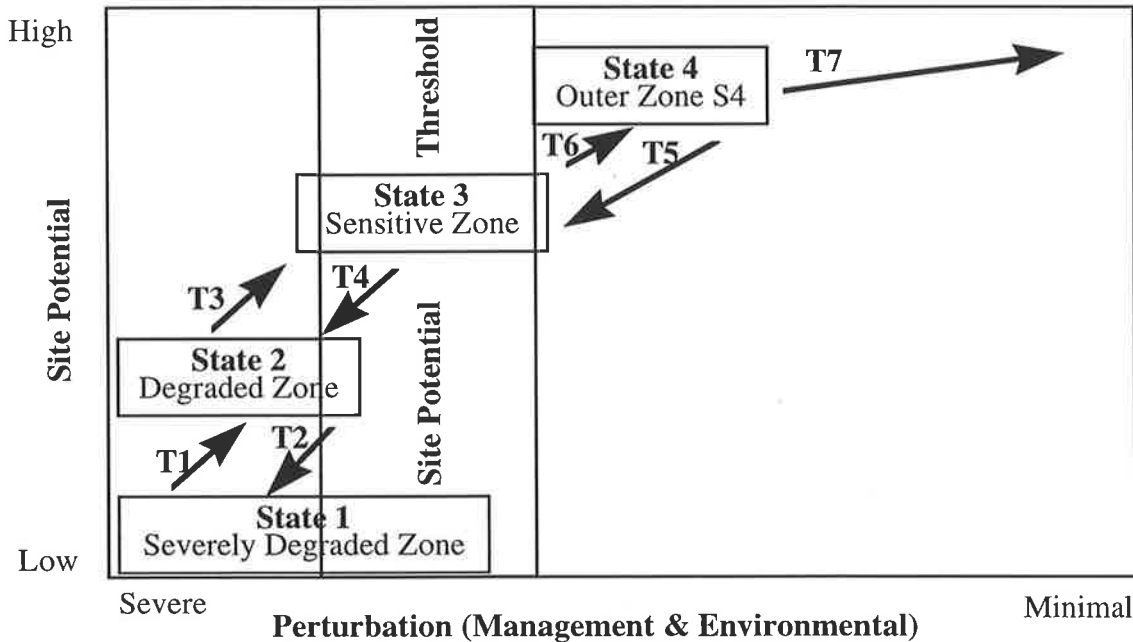 High
Threshold
State 4
Outer Zone S4
T7
T6
T5
State 3
Sensitive Zone
Site Potential
T3
T4
State 2
Degraded Zone
Site Potential
T1
T2
State 1
Severely Degraded Zone
Low
Severe
Minimal
Perturbation (Management & Environmental)